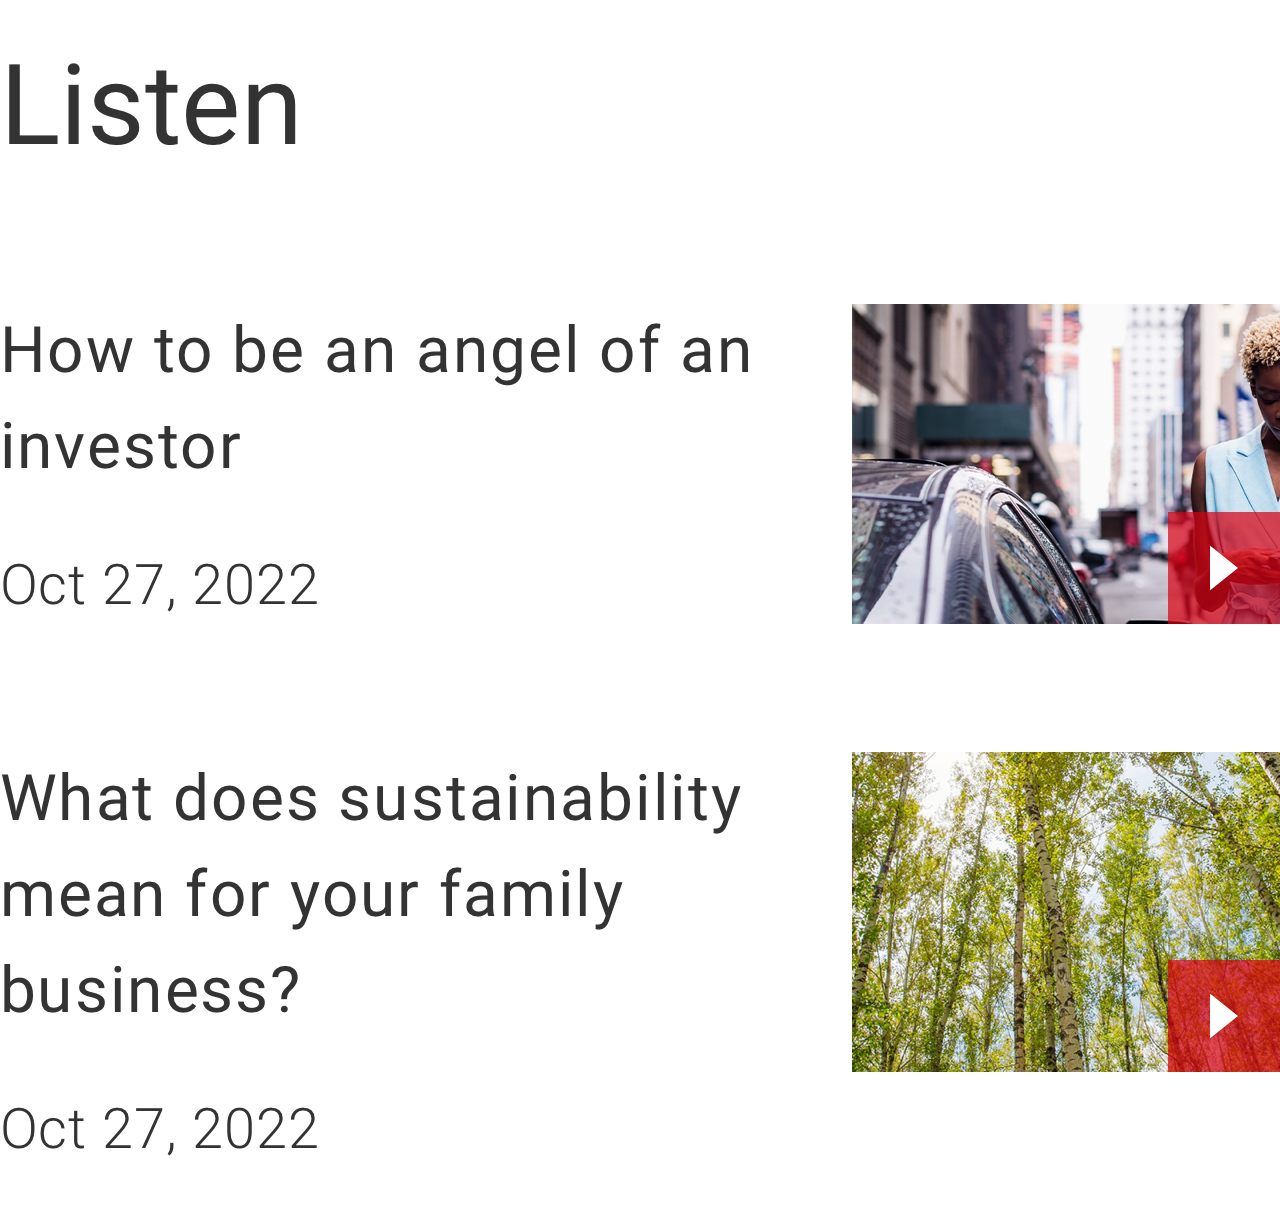 Listen
How to be an angel of an
investor
Oct 27, 2022
What does sustainability
mean for your family
business?
Oct 27, 2022